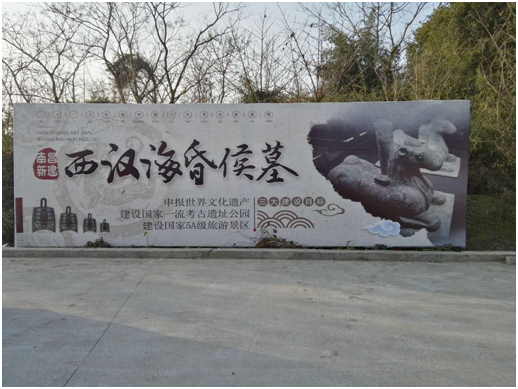 南昌
新建
西汉海昏侯墓
申报世界文化遗产
建设国家一流考古遗址公园
建设国家5A级旅游景区
三大建设目标